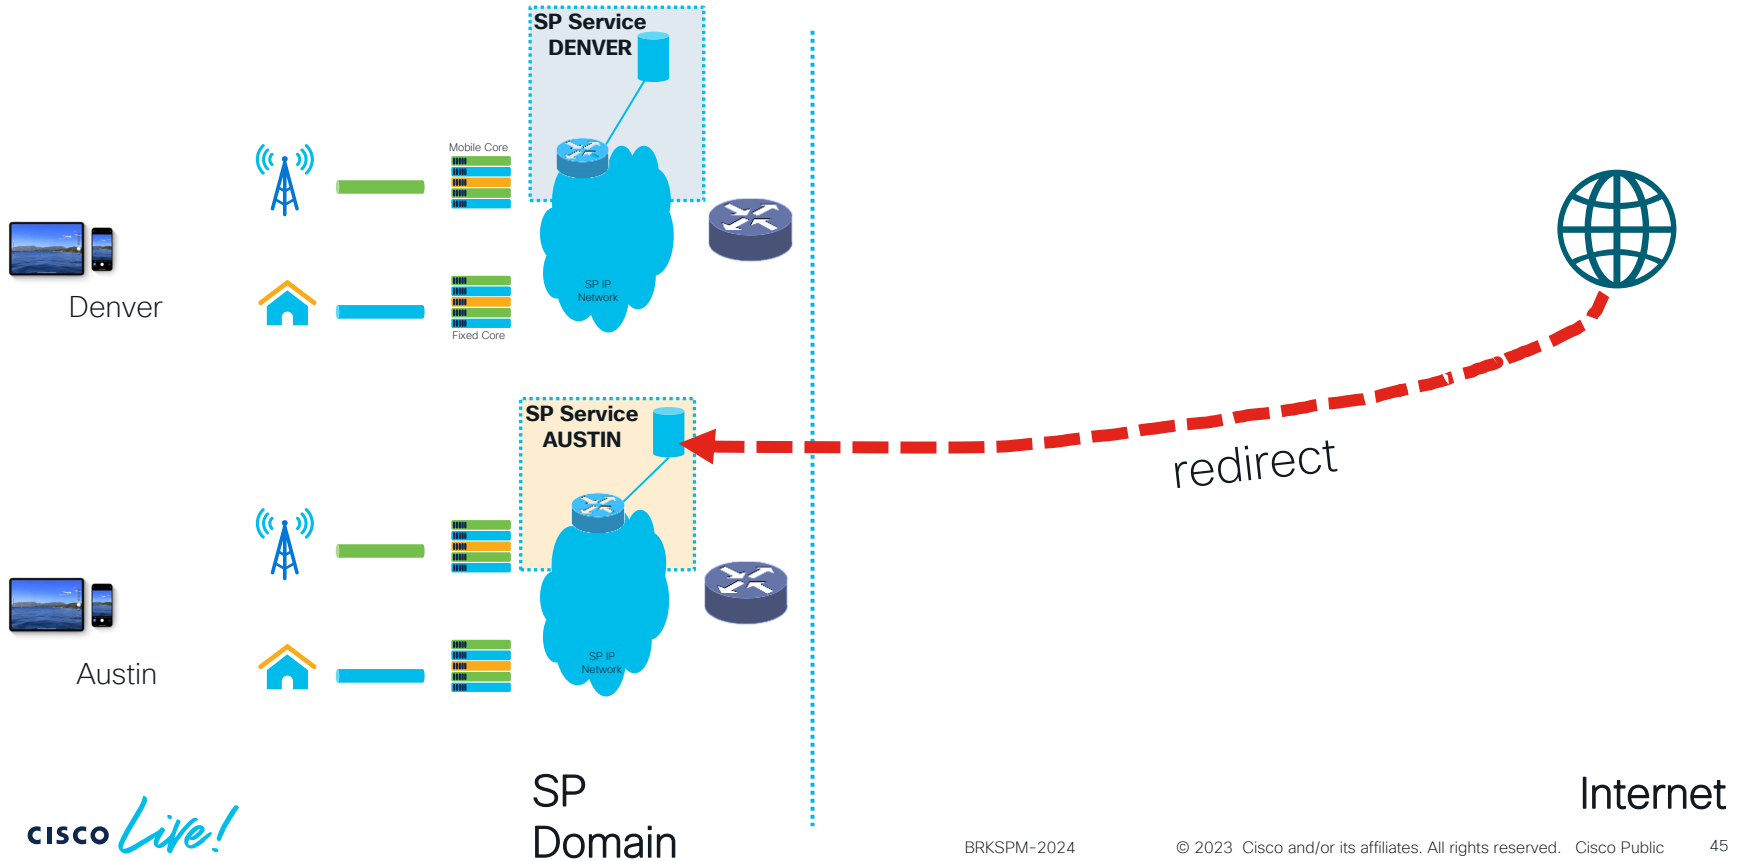 SP Service
DENVER
Mobile Core
SP IP
Network
Fixed Core
Denver
SP Service
AUSTIN
redirect
SP IP
Network
Austin
SP
Domain
Internet
CISCO Live!
BRKSPM-2024
© 2023 Cisco and/or its affiliates. All rights reserved. Cisco Public
45